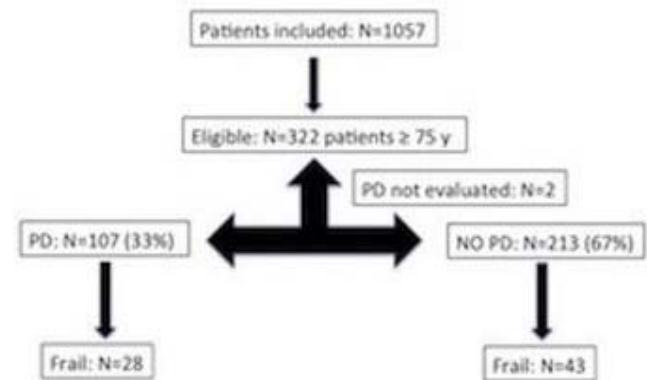 Patients included: N=1057
Eligible: N=322 patients ≥ 75 y
PD not evaluated: N=2
PD: N=107 (33%)
NO PD: N=213 (67%)
Frail: N=28
Frail: N=43